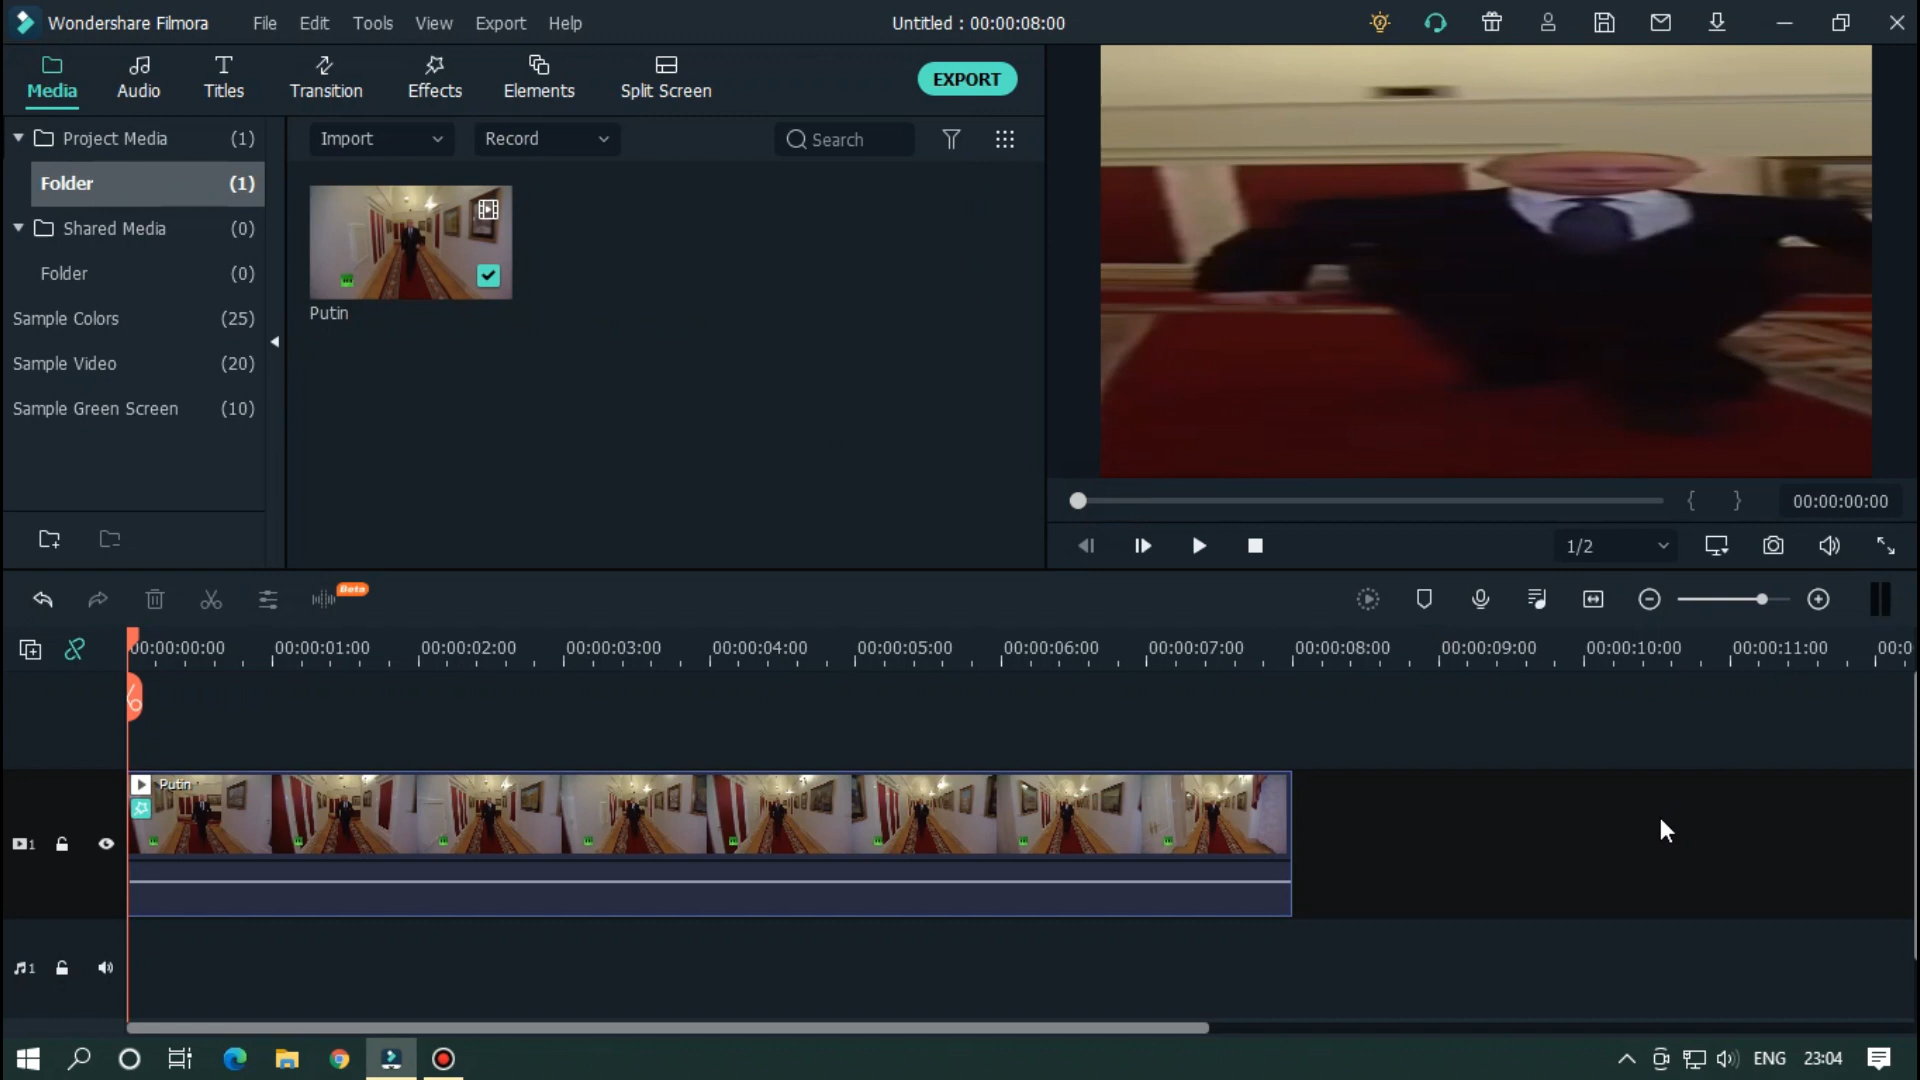 Wondershare Filmora File Edit Tools View Export Help Untitled : 00:00:08:00
Media Audio Titles Transition Effects Elements Split Screen EXPORT
Project Media (1) Import Record Search
Folder (1)
Shared Media (0)
Folder (0)
Sample Colors (25)
Putin
Sample Video (20)
Sample Green Screen (10)
{ } 00:00:00:00
1/2
Beta
00:00:00:00 00:00:01:00 00:00:02:00 00:00:03:00 00:00:04:00 00:00:05:00 00:00:06:00 00:00:07:00 00:00:08:00 00:00:09:00 00:00:10:00 00:00:11:00 00:0
Putin
1
1
ENG 23:04